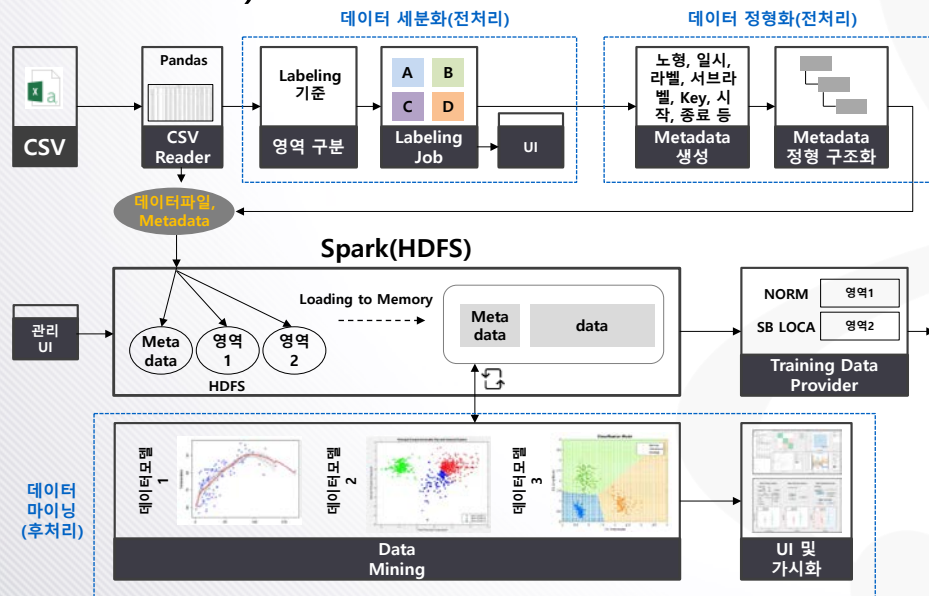 데이터 세분화(전처리)
데이터 정형화(전처리)
a
CSV
Pandas
CSV
Reader
Labeling
기준
영역 구분
A B
C D
Labeling
Job
UI
노형, 일시,
라벨, 서브라
벨, Key, 시
작, 종료 등
Metadata
생성
Metadata
정형 구조화
데이터파일,
Metadata
Spark(HDFS)
관리
UI
Meta
data
영역
1
영역
2
HDFS
Loading to Memory
Meta
data
data
NORM 영역1
SB LOCA 영역2
Training Data
Provider
데이터
마이닝
(후처리)
데이터모델
1
데이터모델
2
데이터모델
3
Data
Mining
UI 및
가시화